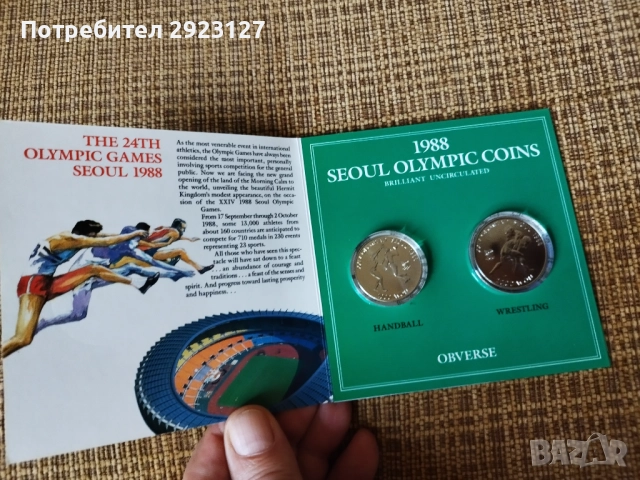 Потребител 2923127
THE 24TH
OLYMPIC GAMES
SEOUL 1988
As the most venerable event in international
athletics, the Olympic Games have always been
considered the most important, personally
involving sports competition for the general
public. Now we are facing the new grand
opening of the land of the Morning Calm to
the world, unveiling the beautiful Hermit
Kingdom's modest appearance, on the occa-
sion of the XXIV 1988 Seoul Olympic
Games.
From 17 September through 2 October
1988, some 13,000 athletes from
about 160 countries are anticipated to
compete for 710 medals in 230 events
representing 23 sports.
All those who have seen this spec-
tacle will have sat down to a feast
. . . an abundance of courage and
traditions . . . a feast of the senses and
spirit. And progress toward lasting prosperity
and happiness. . .
1988
SEOUL OLYMPIC COINS
BRILLIANT UNCIRCULATED
HANDBALL
WRESTLING
OBVERSE
BAZAR